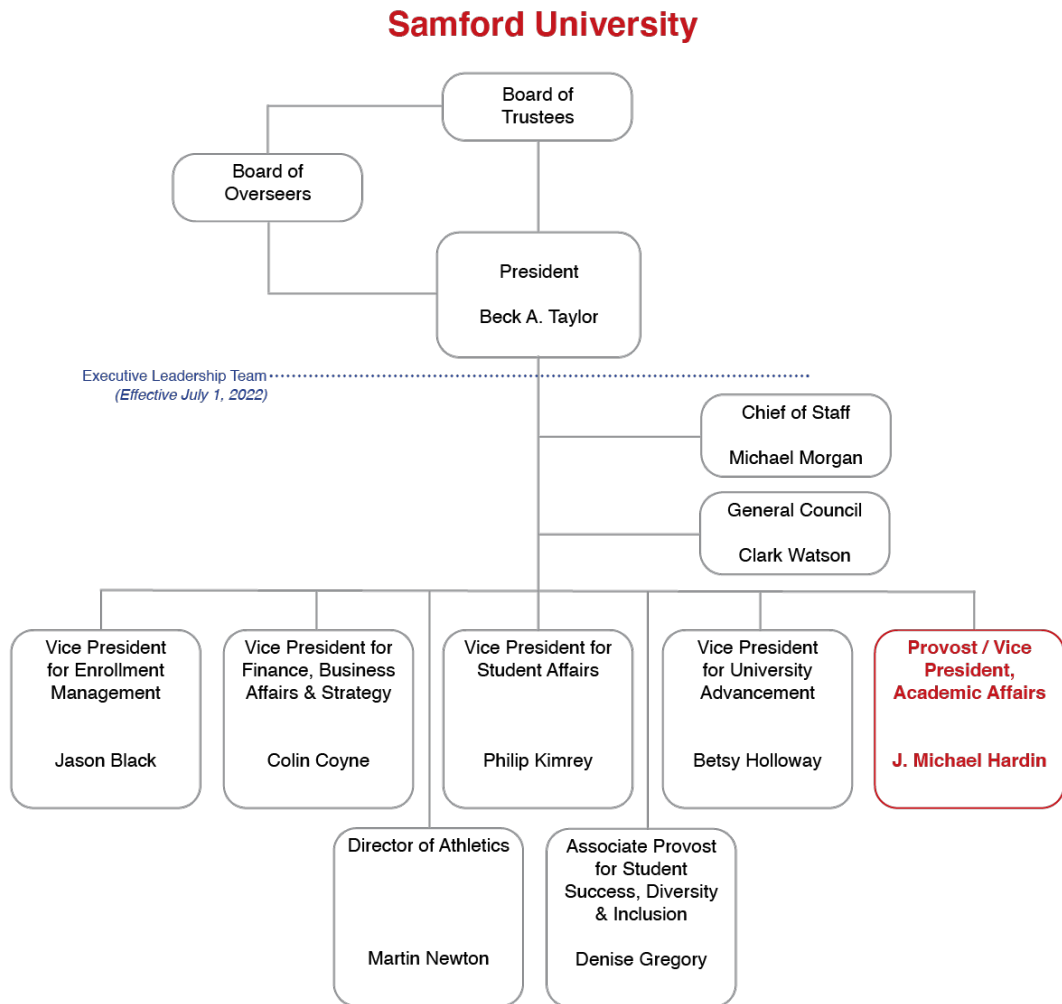 Samford University
Board of
Trustees
Board of
Overseers
President
Beck A. Taylor
Executive Leadership Team
(Effective July 1, 2022)
Chief of Staff
Michael Morgan
General Council
Clark Watson
Vice President
for Enrollment
Management
Jason Black
Vice President for
Finance, Business
Affairs & Strategy
Colin Coyne
Vice President for
Student Affairs
Philip Kimrey
Vice President
for University
Advancement
Betsy Holloway
Provost / Vice
President,
Academic Affairs
J. Michael Hardin
Director of Athletics
Martin Newton
Associate Provost
for Student
Success, Diversity
& Inclusion
Denise Gregory